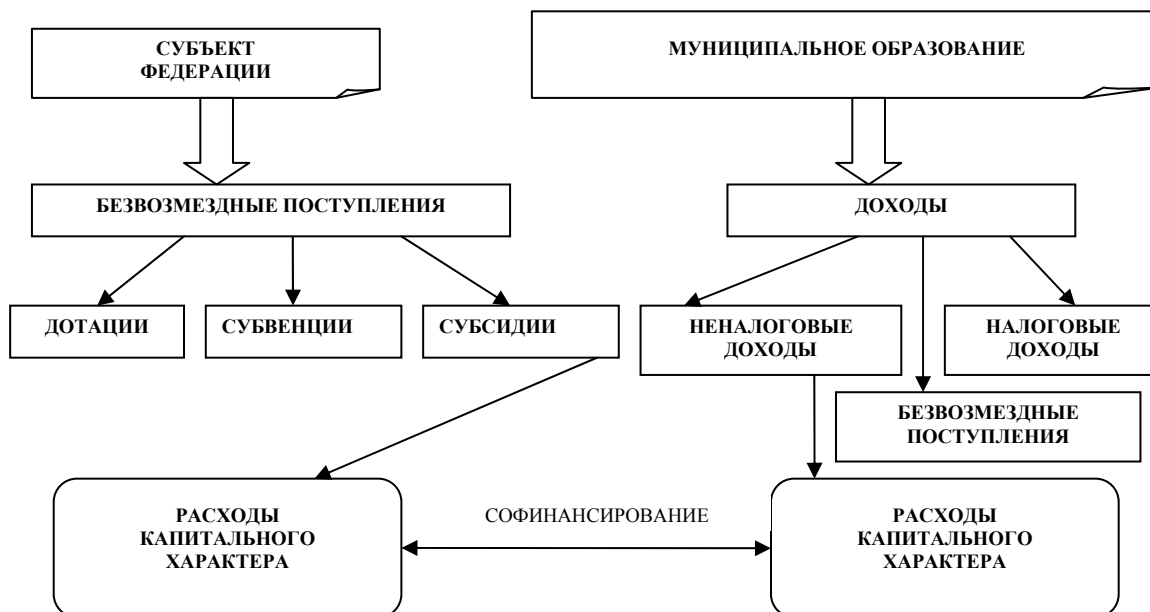 СУБЪЕКТ
ФЕДЕРАЦИИ
МУНИЦИПАЛЬНОЕ ОБРАЗОВАНИЕ
БЕЗВОЗМЕЗДНЫЕ ПОСТУПЛЕНИЯ
ДОХОДЫ
ДОТАЦИИ
СУБВЕНЦИИ
СУБСИДИИ
НЕНАЛОГОВЫЕ
ДОХОДЫ
НАЛОГОВЫЕ
ДОХОДЫ
БЕЗВОЗМЕЗДНЫЕ
ПОСТУПЛЕНИЯ
РАСХОДЫ
КАПИТАЛЬНОГО
ХАРАКТЕРА
СОФИНАНСИРОВАНИЕ
РАСХОДЫ
КАПИТАЛЬНОГО
ХАРАКТЕРА